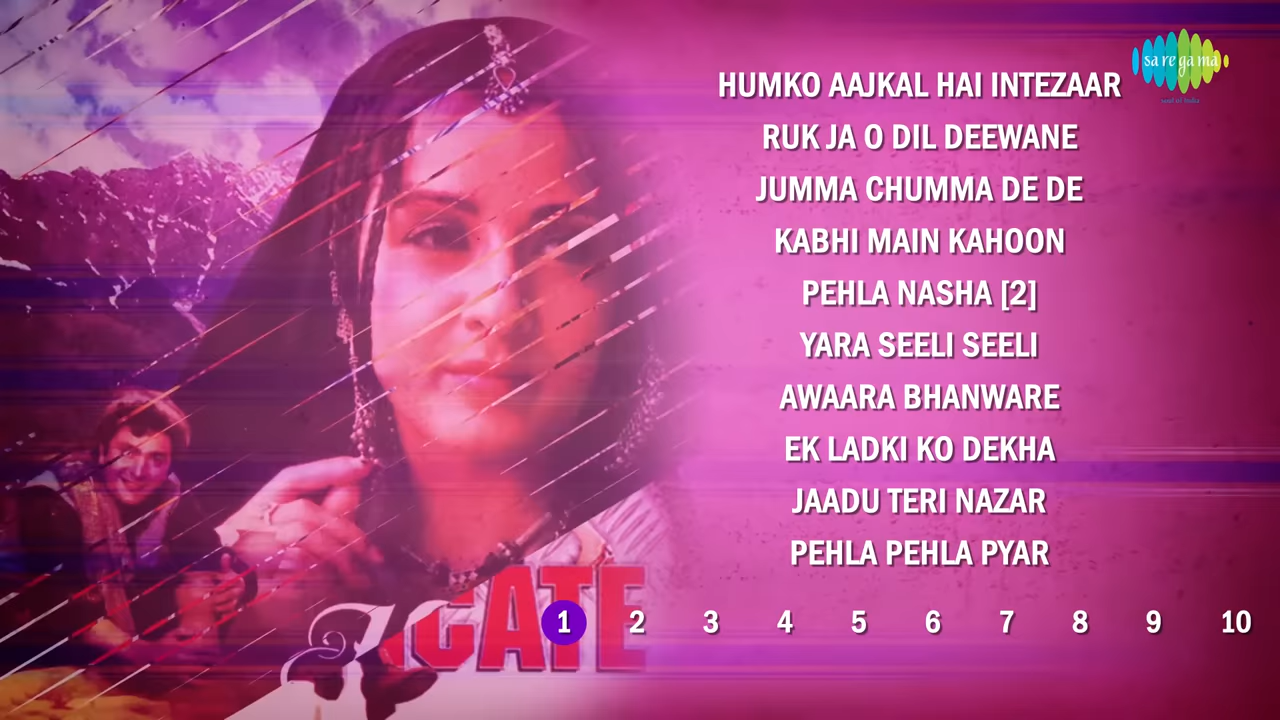 sa re ga ma
HUMKO AAJKAL HAI INTEZAAR
RUK JA O DIL DEEWANE
JUMMA CHUMMA DE DE
KABHI MAIN KAHOON
PEHLA NASHA [2]
YARA SEELI SEELI
AWAARA BHANWARE
EK LADKI KO DEKHA
JAADU TERI NAZAR
PEHLA PEHLA PYAR
1 2 3 4 5 6 7 8 9 10